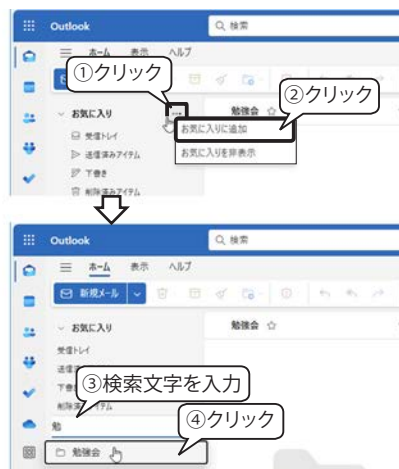 Outlook
検索
ホーム 表示 ヘルプ
①クリック
②クリック
お気に入り
勉強会
お気に入りに追加
受信トレイ
送信済みアイテム
お気に入りを非表示
下書き
削除済みアイテム
Outlook
検索
ホーム 表示 ヘルプ
新規メール
お気に入り
勉強会
受信トレイ
送信済
③検索文字を入力
下書き
削除済みアイテム
④クリック
勉
勉強会